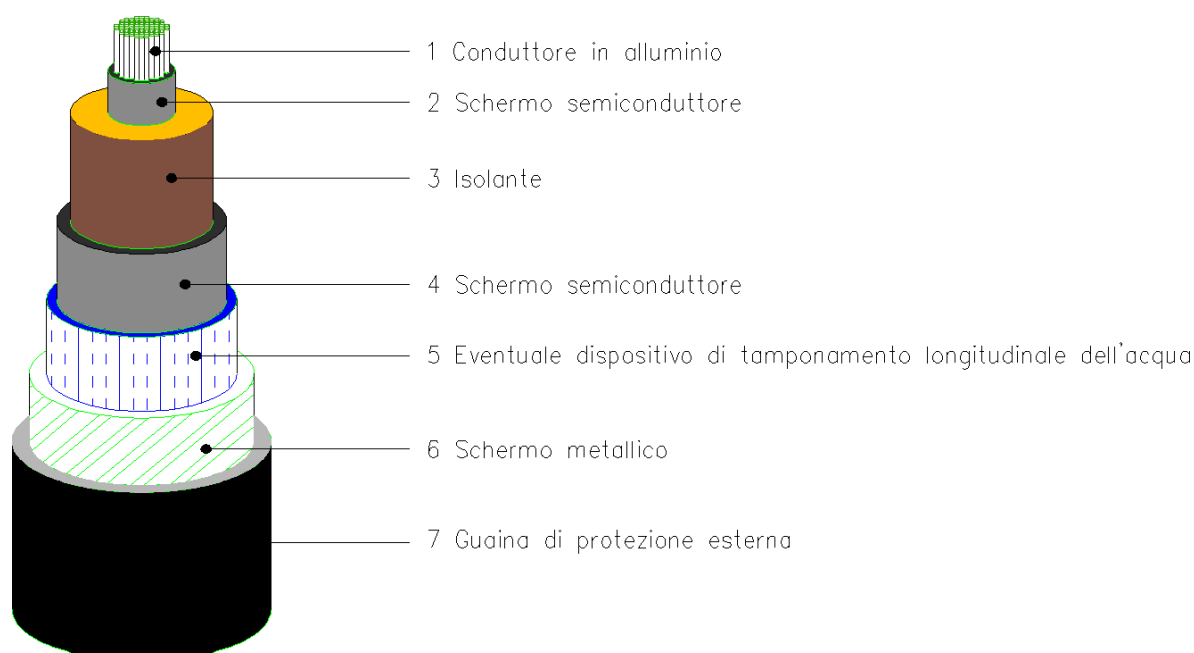 1 Conduttore in alluminio
2 Schermo semiconduttore
3 Isolante
4 Schermo semiconduttore
5 Eventuale dispositivo di tamponamento longitudinale dell'acqua
6 Schermo metallico
7 Guaina di protezione esterna